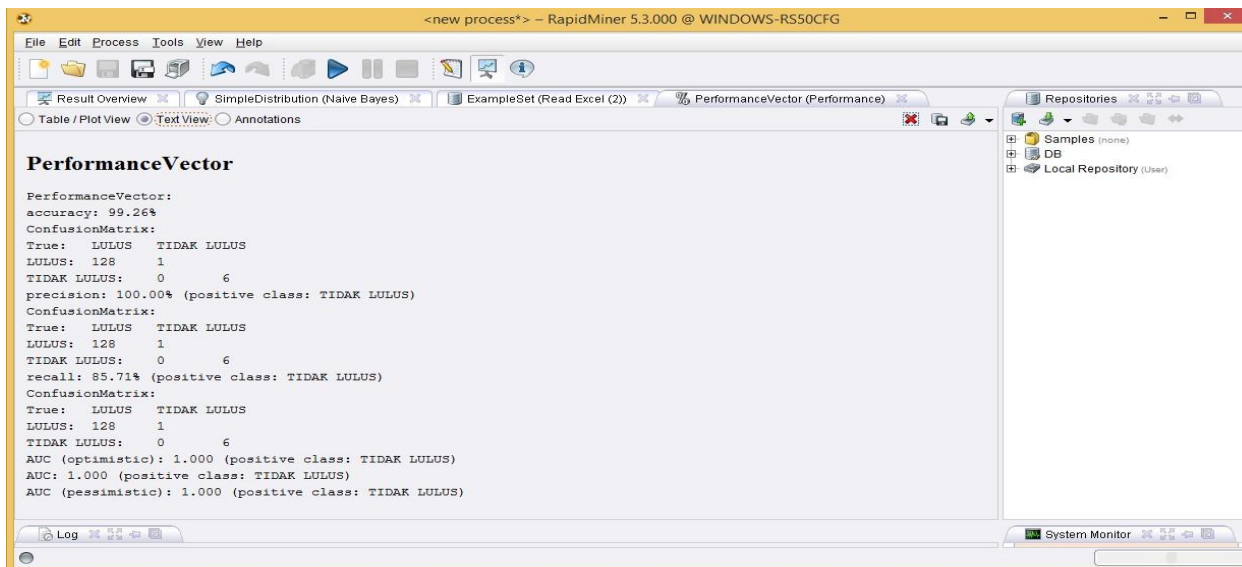 <new process*> – RapidMiner 5.3.000 @ WINDOWS-RS50CFG
File Edit Process Tools View Help
Result Overview SimpleDistribution (Naive Bayes) ExampleSet (Read Excel (2)) PerformanceVector (Performance)
Table / Plot View Text View Annotations
PerformanceVector
PerformanceVector:
accuracy: 99.26%
ConfusionMatrix:
True: LULUS TIDAK LULUS
LULUS: 128 1
TIDAK LULUS: 0 6
precision: 100.00% (positive class: TIDAK LULUS)
ConfusionMatrix:
True: LULUS TIDAK LULUS
LULUS: 128 1
TIDAK LULUS: 0 6
recall: 85.71% (positive class: TIDAK LULUS)
ConfusionMatrix:
True: LULUS TIDAK LULUS
LULUS: 128 1
TIDAK LULUS: 0 6
AUC (optimistic): 1.000 (positive class: TIDAK LULUS)
AUC: 1.000 (positive class: TIDAK LULUS)
AUC (pessimistic): 1.000 (positive class: TIDAK LULUS)
Repositories
Samples (none)
DB
Local Repository (User)
Log
System Monitor